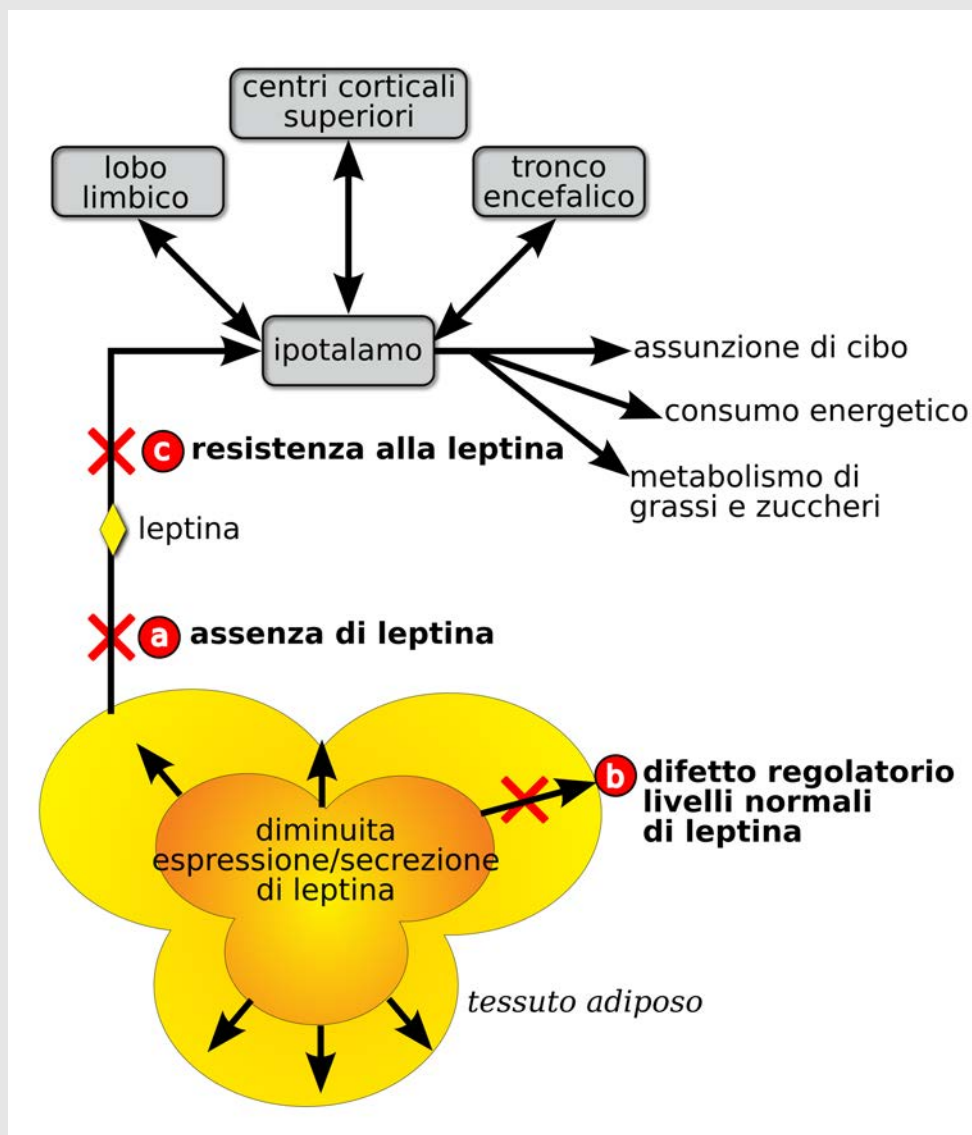 centri corticali
superiori
lobo
limbico
tronco
encefalico
ipotalamo
assunzione di cibo
consumo energetico
metabolismo di
grassi e zuccheri
c resistenza alla leptina
leptina
a assenza di leptina
b difetto regolatorio
livelli normali
di leptina
diminuita
espressione/secrezione
di leptina
tessuto adiposo